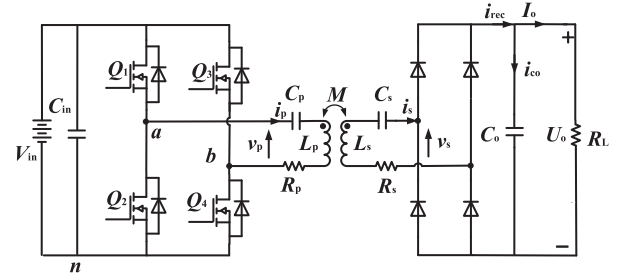 i_rec I_o
Q_1 Q_3
C_in C_p M C_s
i_p i_s i_co
V_in a v_p L_p L_s v_s C_o U_o R_L
b
R_p R_s
Q_2 Q_4
n
+
−